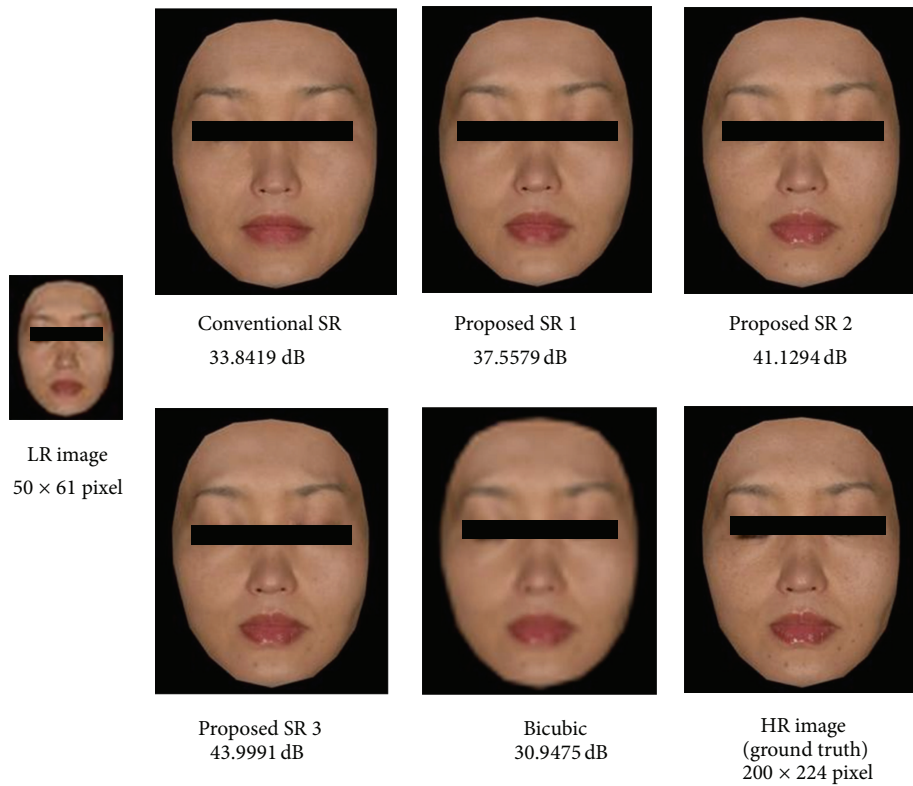 Conventional SR
33.8419 dB
Proposed SR 1
37.5579 dB
Proposed SR 2
41.1294 dB
LR image
50 × 61 pixel
Proposed SR 3
43.9991 dB
Bicubic
30.9475 dB
HR image
(ground truth)
200 × 224 pixel